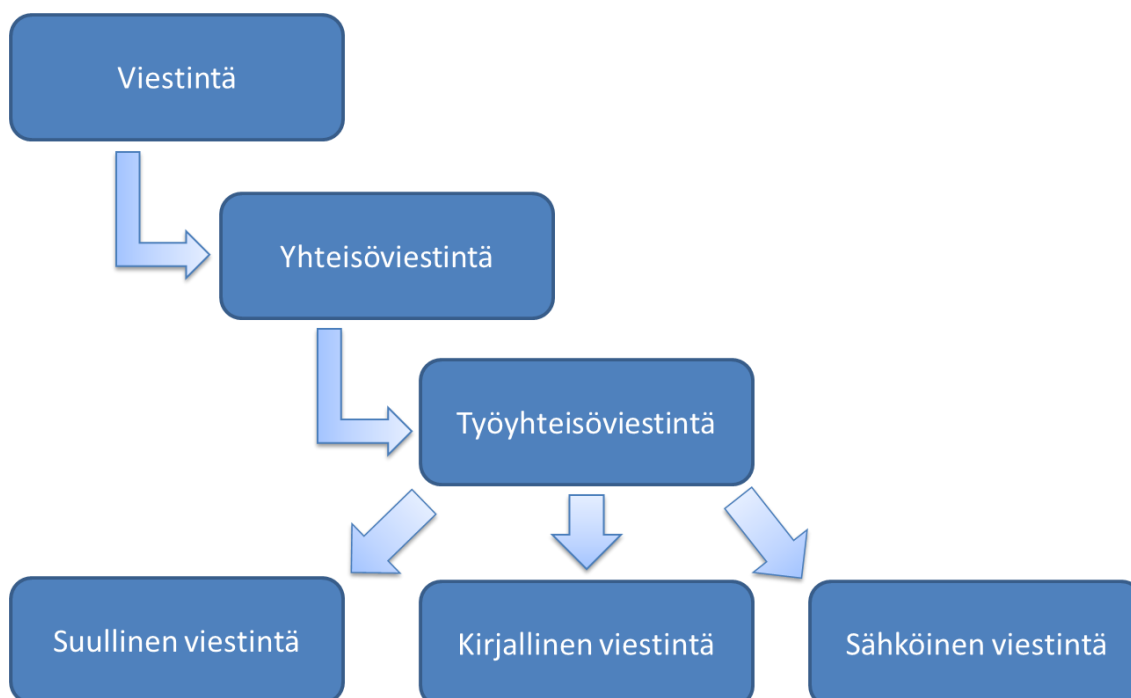 Viestintä
Yhteisöviestintä
Työyhteisöviestintä
Suullinen viestintä
Kirjallinen viestintä
Sähköinen viestintä